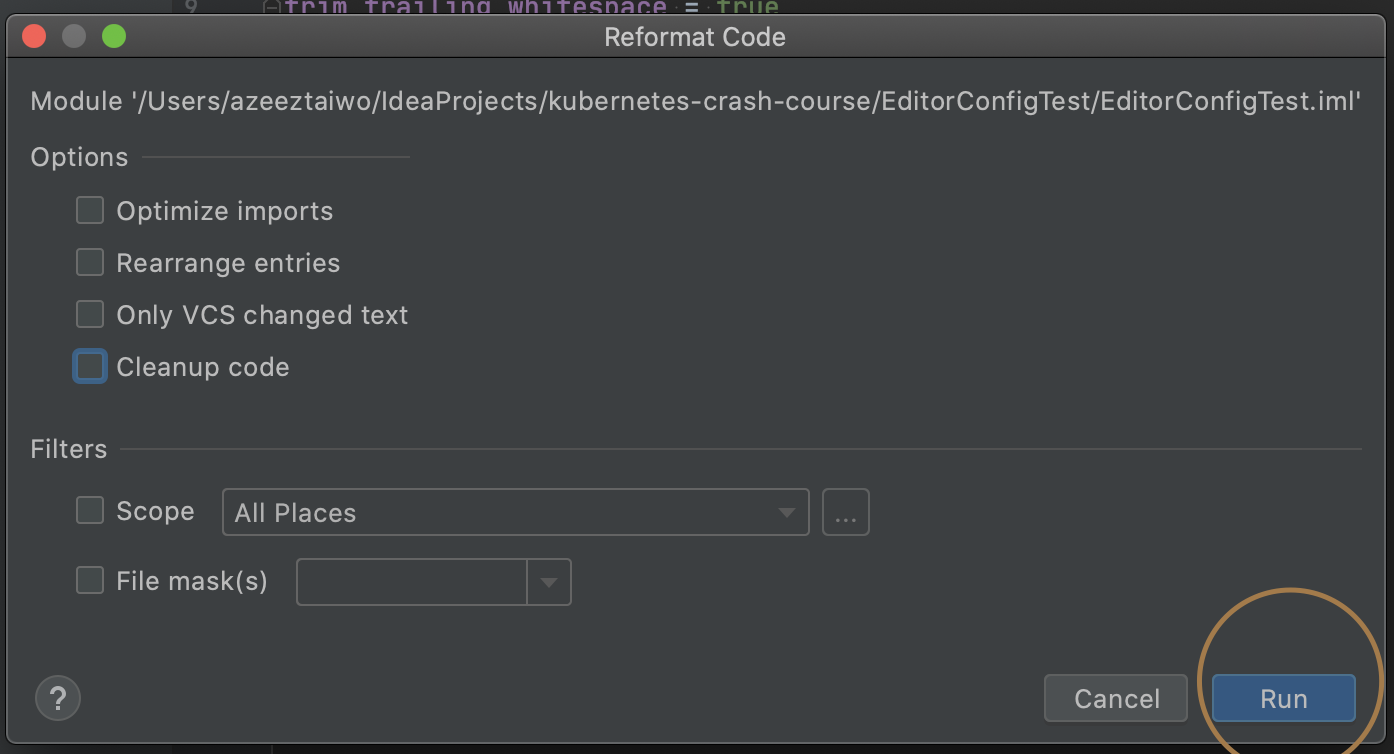 9 trim_trailing_whitespace = true
Reformat Code
Module '/Users/azeeztaiwo/IdeaProjects/kubernetes-crash-course/EditorConfigTest/EditorConfigTest.iml'
Options
Optimize imports
Rearrange entries
Only VCS changed text
Cleanup code
Filters
Scope All Places ...
File mask(s)
? Cancel Run